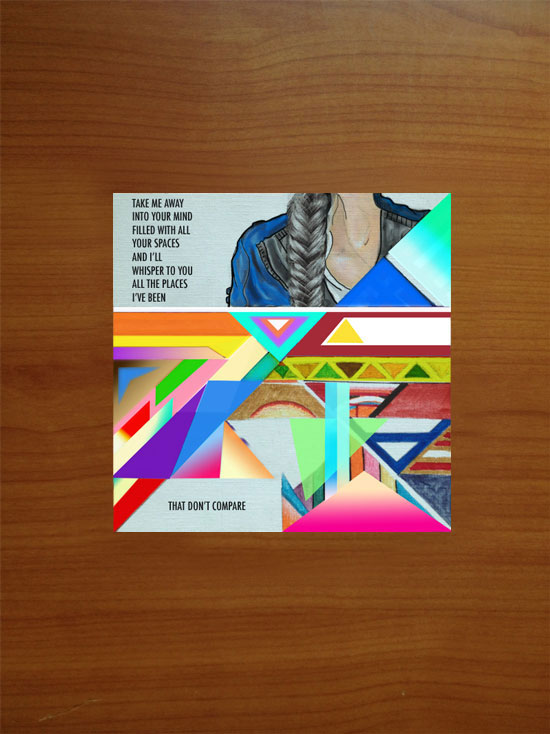 TAKE ME AWAY
INTO YOUR MIND
FILLED WITH ALL
YOUR SPACES
AND I'LL
WHISPER TO YOU
ALL THE PLACES
I'VE BEEN
THAT DON'T COMPARE